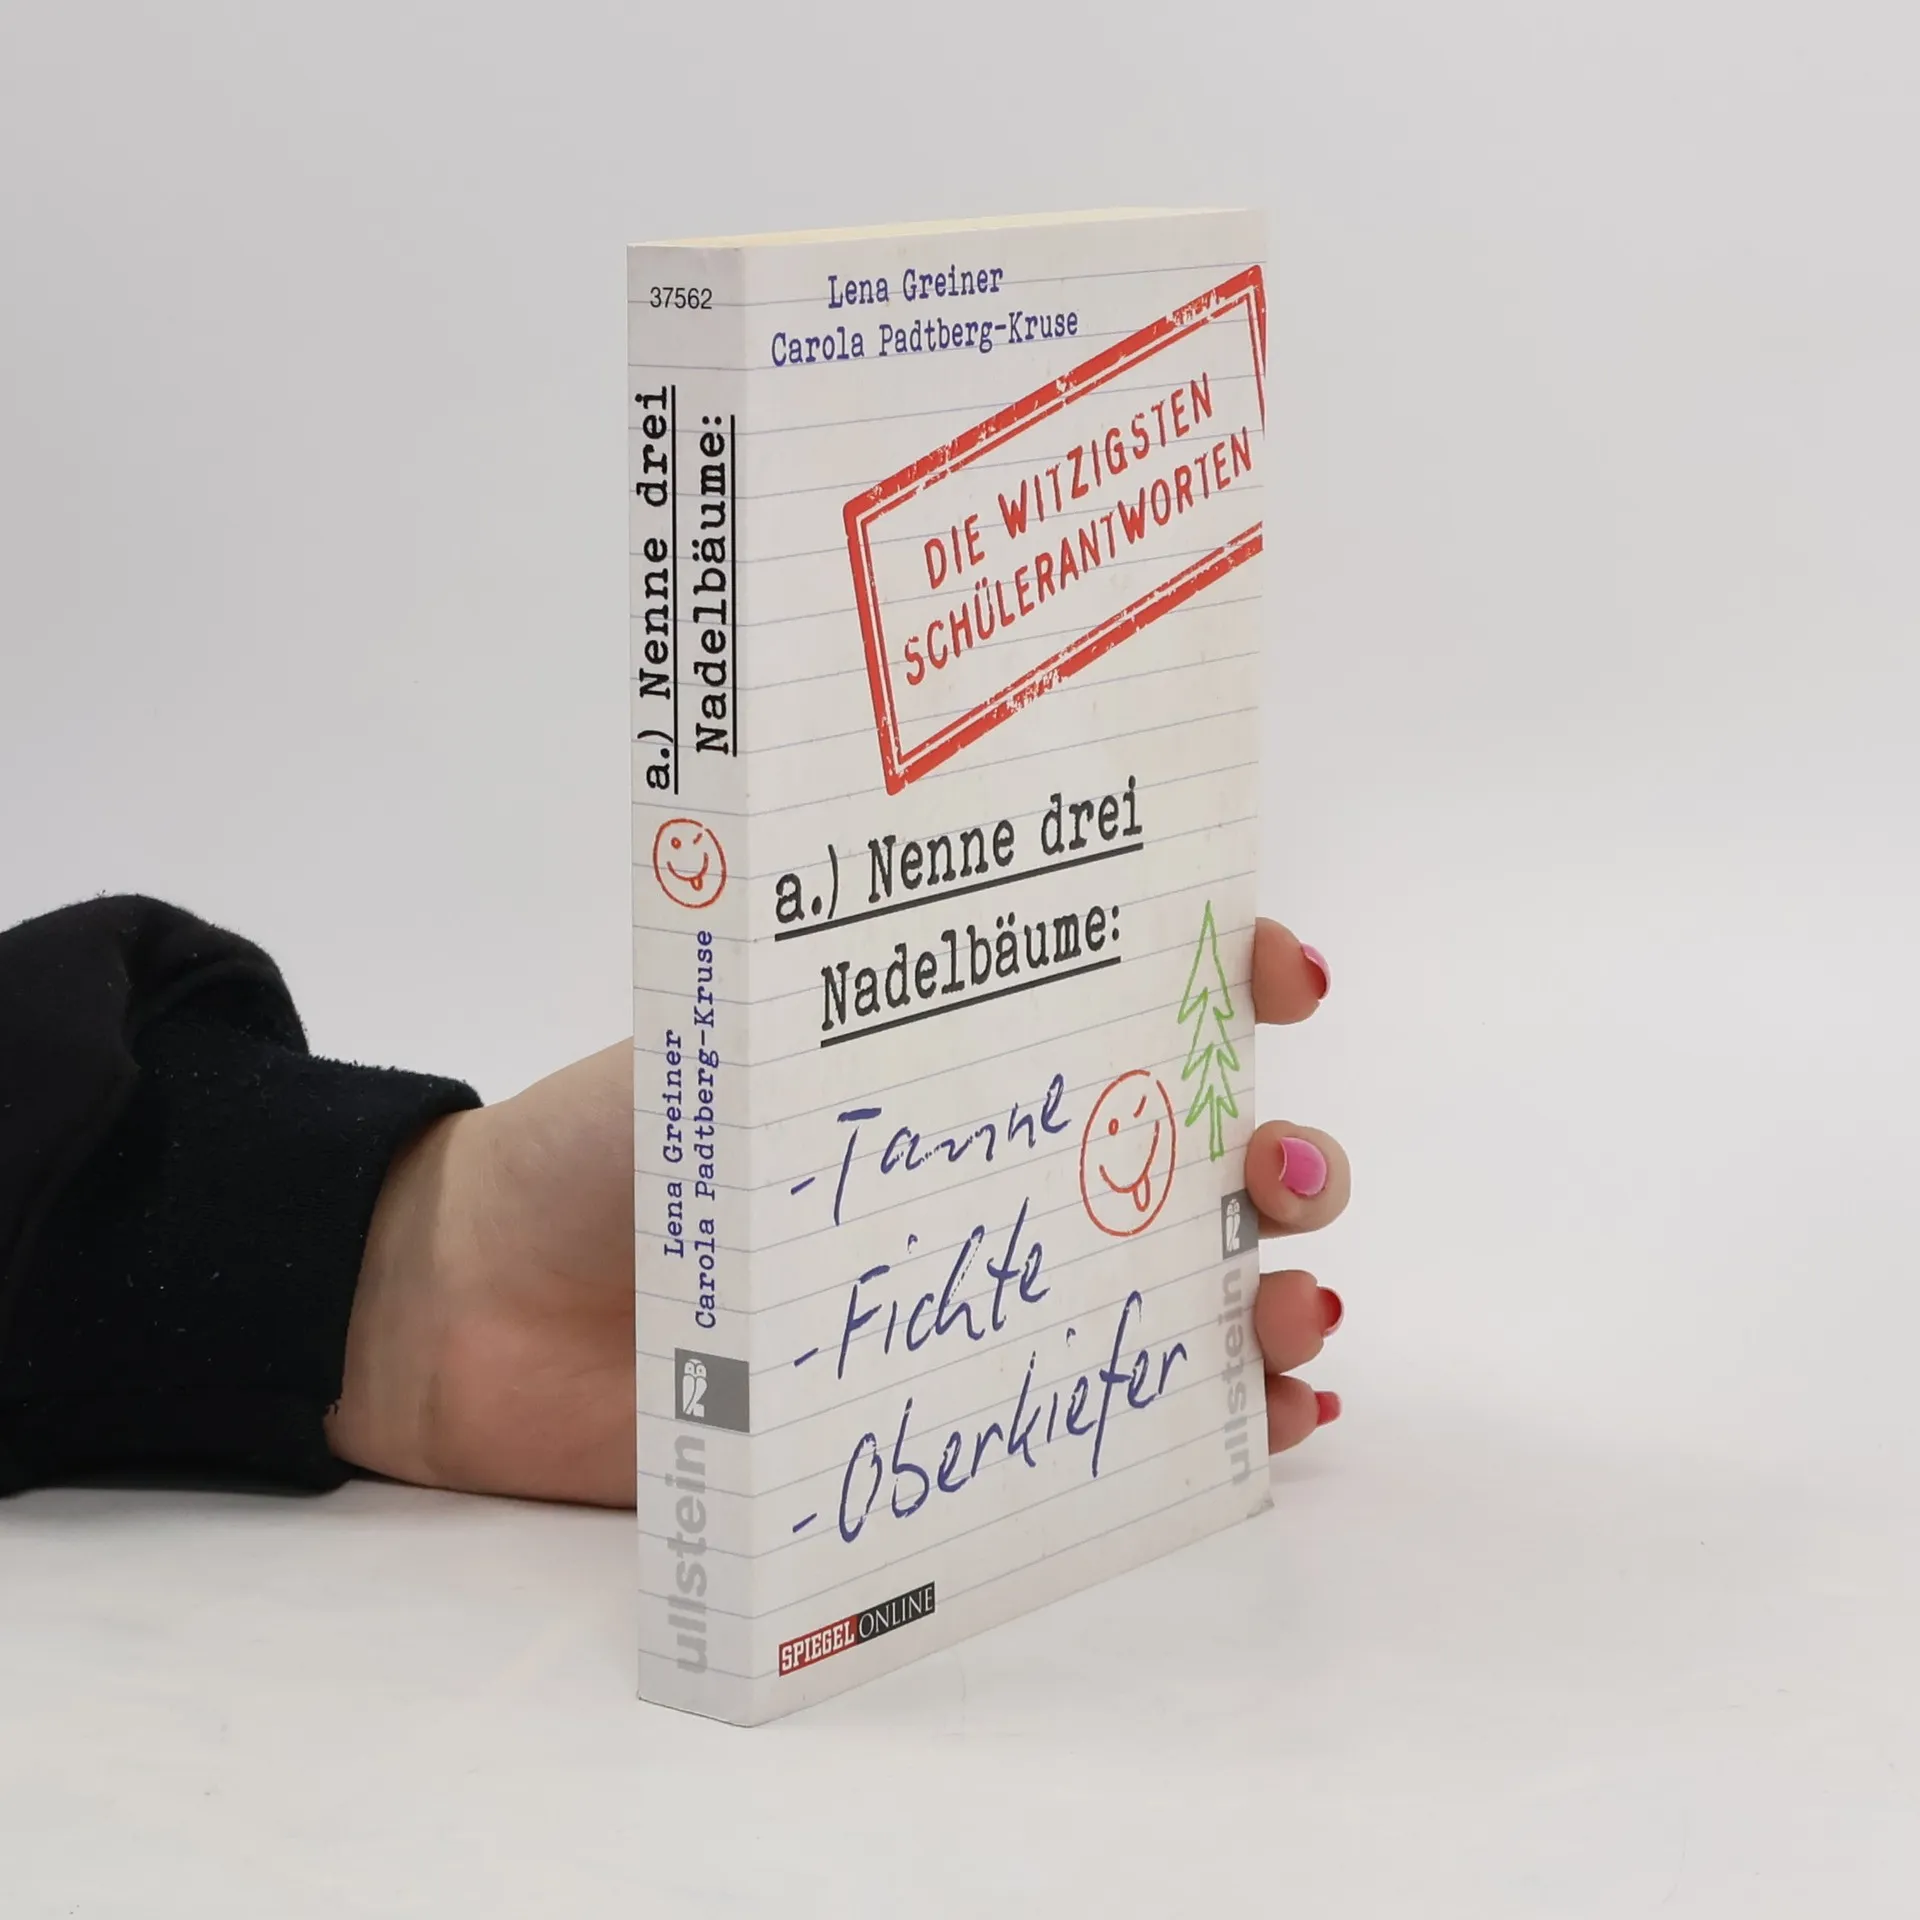 37562
a.) Nenne drei
Nadelbäume:
Lena Greiner
Carola Padtberg-Kruse
ullstein
Lena Greiner
Carola Padtberg-Kruse
DIE WITZIGSTEN
SCHÜLERANTWORTEN
a.) Nenne drei
Nadelbäume:
- Tanne
- Fichte
- Oberkiefer
ullstein
SPIEGEL ONLINE